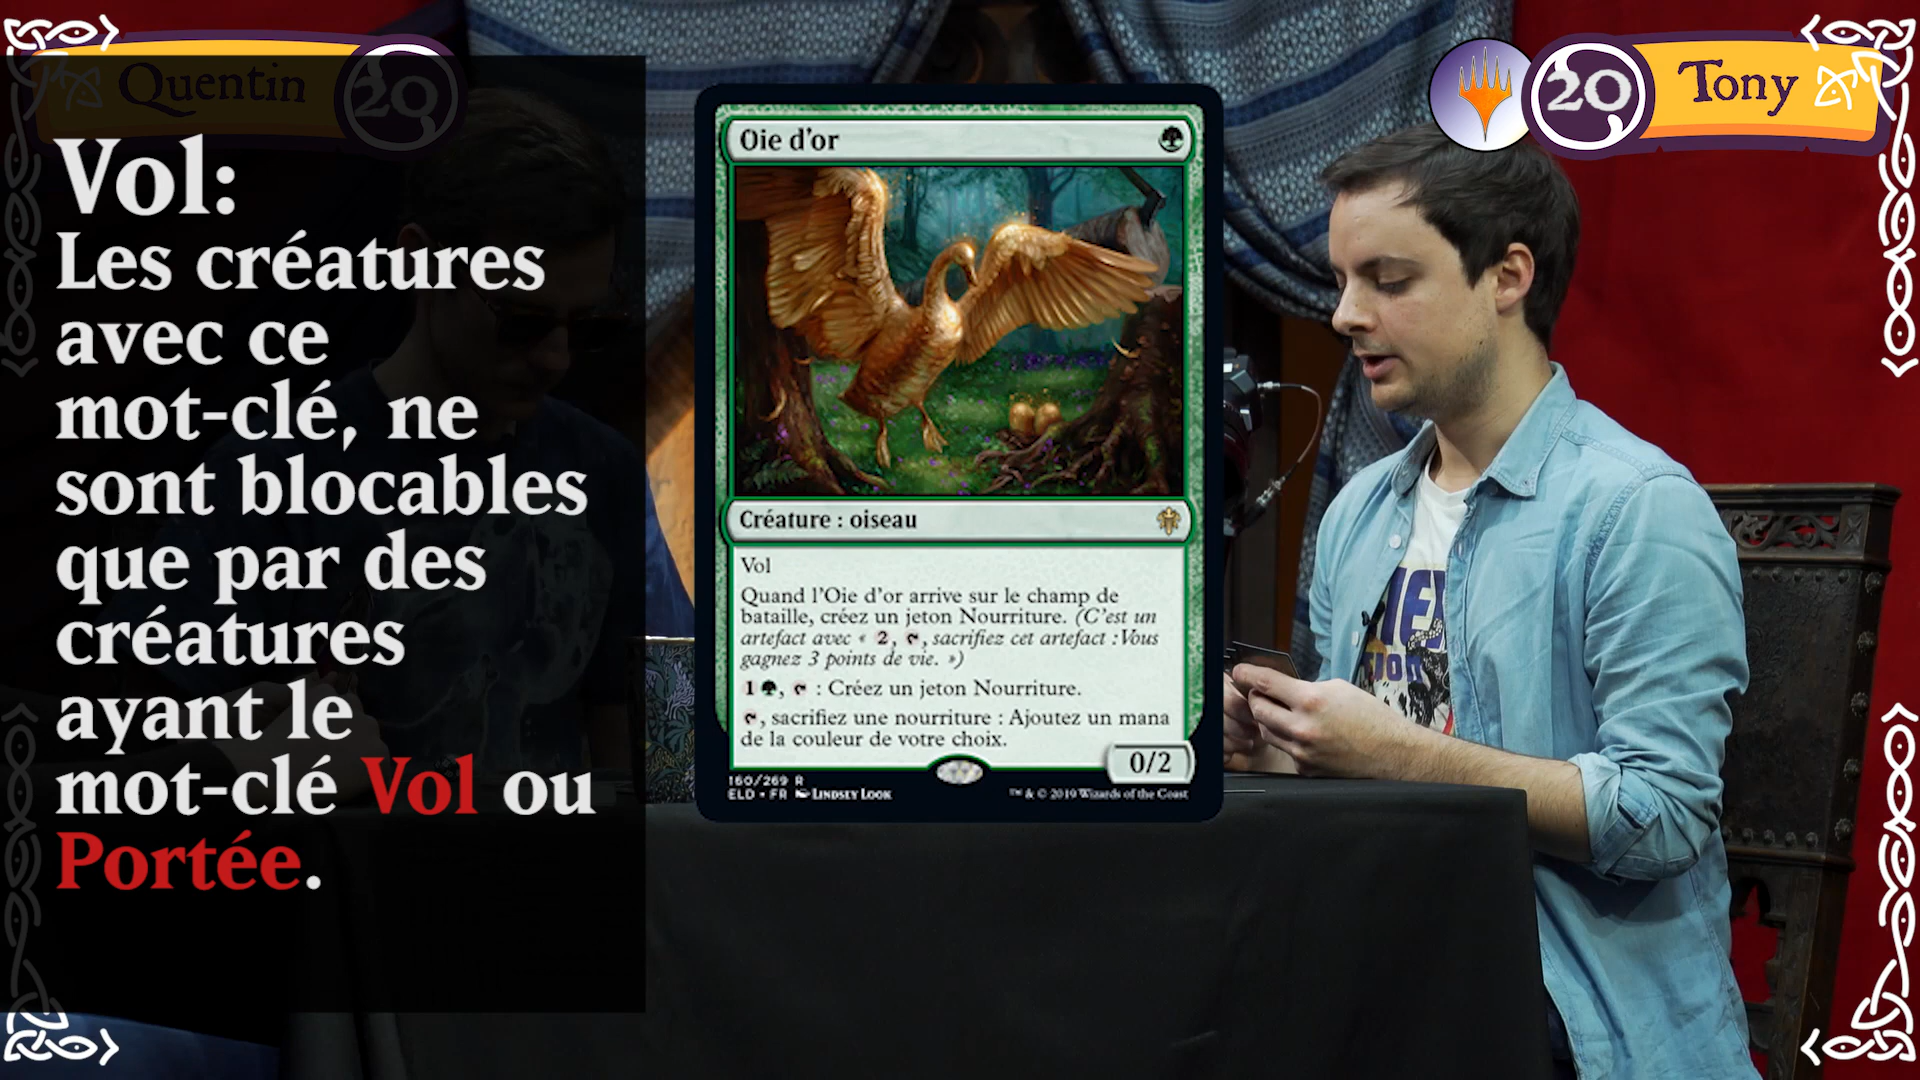 Quentin
20
20
Tony
Vol:
Les créatures
avec ce
mot-clé, ne
sont blocables
que par des
créatures
ayant le
mot-clé Vol ou
Portée.
Oie d'or
Créature : oiseau
Vol
Quand l'Oie d'or arrive sur le champ de
bataille, créez un jeton Nourriture. (C'est un
artefact avec « 2, , sacrifiez cet artefact : Vous
gagnez 3 points de vie. »)
1 , : Créez un jeton Nourriture.
, sacrifiez une nourriture : Ajoutez un mana
de la couleur de votre choix.
0/2
160/269 R
ELD • FR Lindsey Look
™ & © 2019 Wizards of the Coast